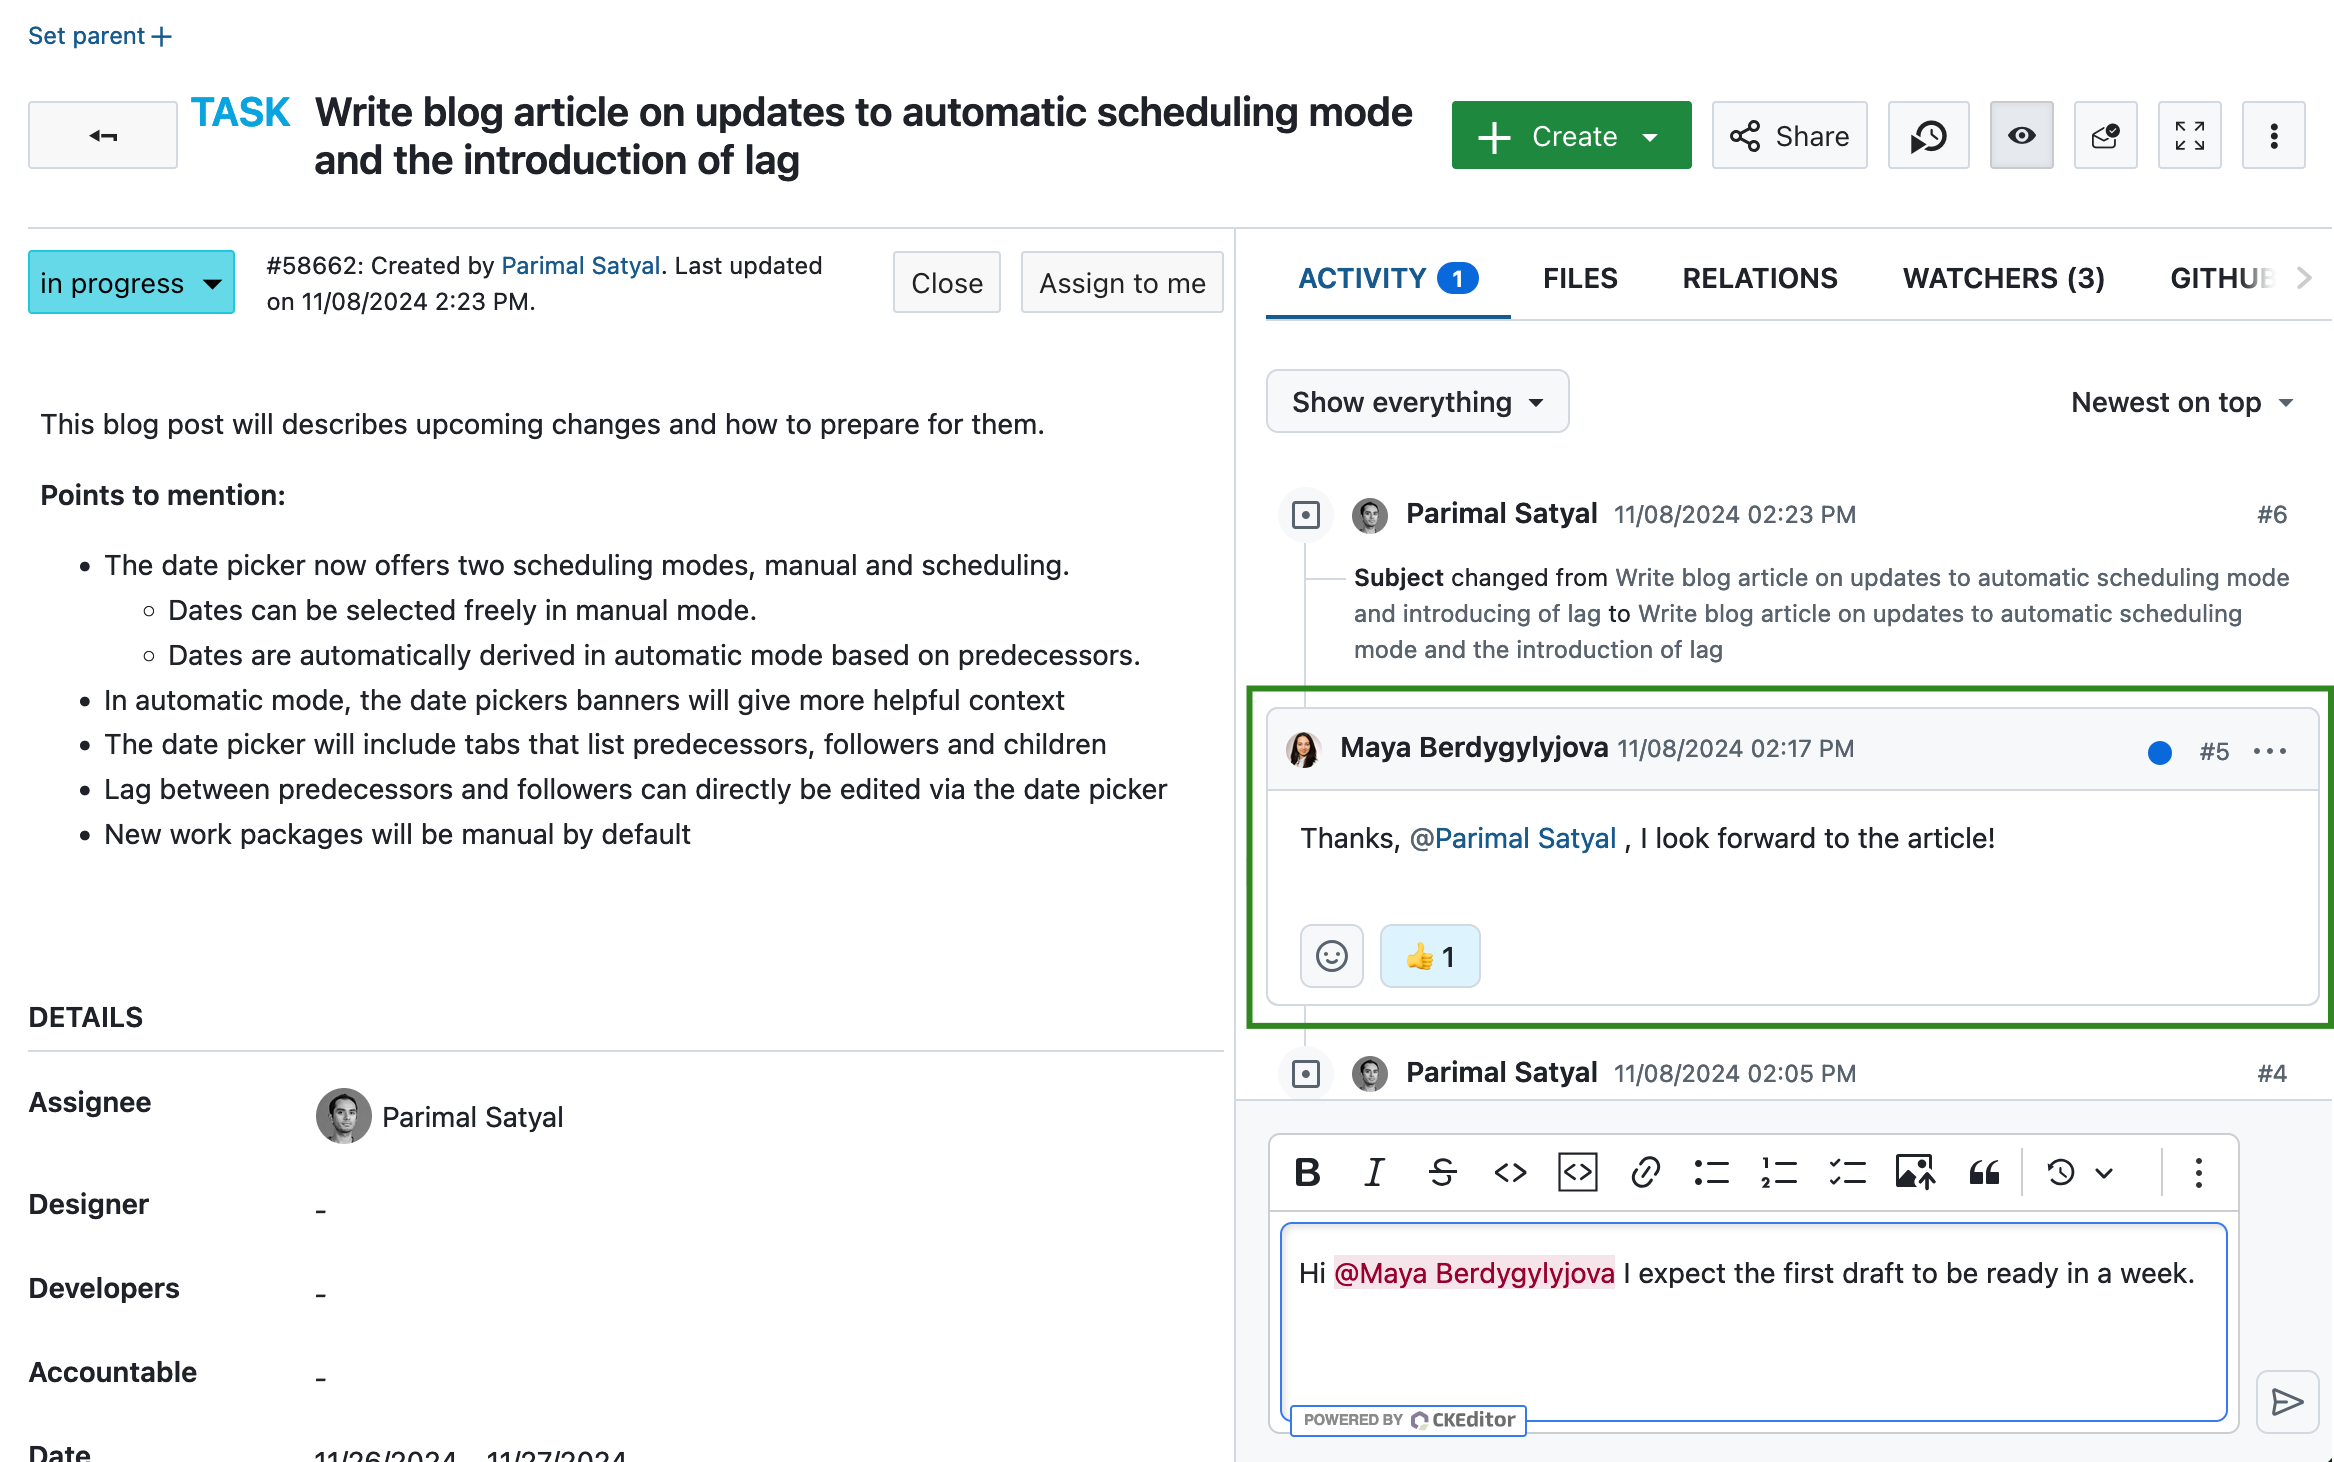 Set parent +
TASK Write blog article on updates to automatic scheduling mode
and the introduction of lag
Create
Share
in progress
#58662: Created by Parimal Satyal. Last updated
on 11/08/2024 2:23 PM.
Close
Assign to me
This blog post will describes upcoming changes and how to prepare for them.
Points to mention:
• The date picker now offers two scheduling modes, manual and scheduling.
○ Dates can be selected freely in manual mode.
○ Dates are automatically derived in automatic mode based on predecessors.
• In automatic mode, the date pickers banners will give more helpful context
• The date picker will include tabs that list predecessors, followers and children
• Lag between predecessors and followers can directly be edited via the date picker
• New work packages will be manual by default
DETAILS
Assignee Parimal Satyal
Designer -
Developers -
Accountable -
Date 11/26/2024 - 11/27/2024
ACTIVITY 1 FILES RELATIONS WATCHERS (3) GITHUB
Show everything
Newest on top
Parimal Satyal 11/08/2024 02:23 PM #6
Subject changed from Write blog article on updates to automatic scheduling mode
and introducing of lag to Write blog article on updates to automatic scheduling
mode and the introduction of lag
Maya Berdygylyjova 11/08/2024 02:17 PM #5
Thanks, @Parimal Satyal , I look forward to the article!
👍 1
Parimal Satyal 11/08/2024 02:05 PM #4
Hi @Maya Berdygylyjova I expect the first draft to be ready in a week.
POWERED BY CKEditor